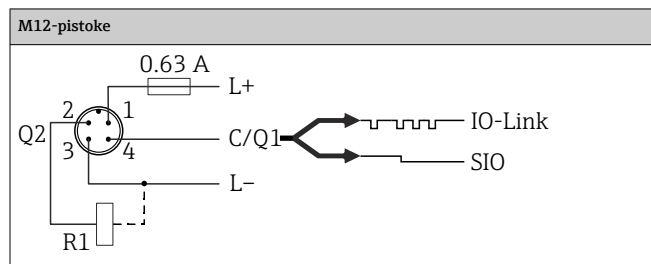 M12-pistoke
0.63 A
L+
2 1
Q2
3 4
C/Q1
IO-Link
SIO
L–
R1